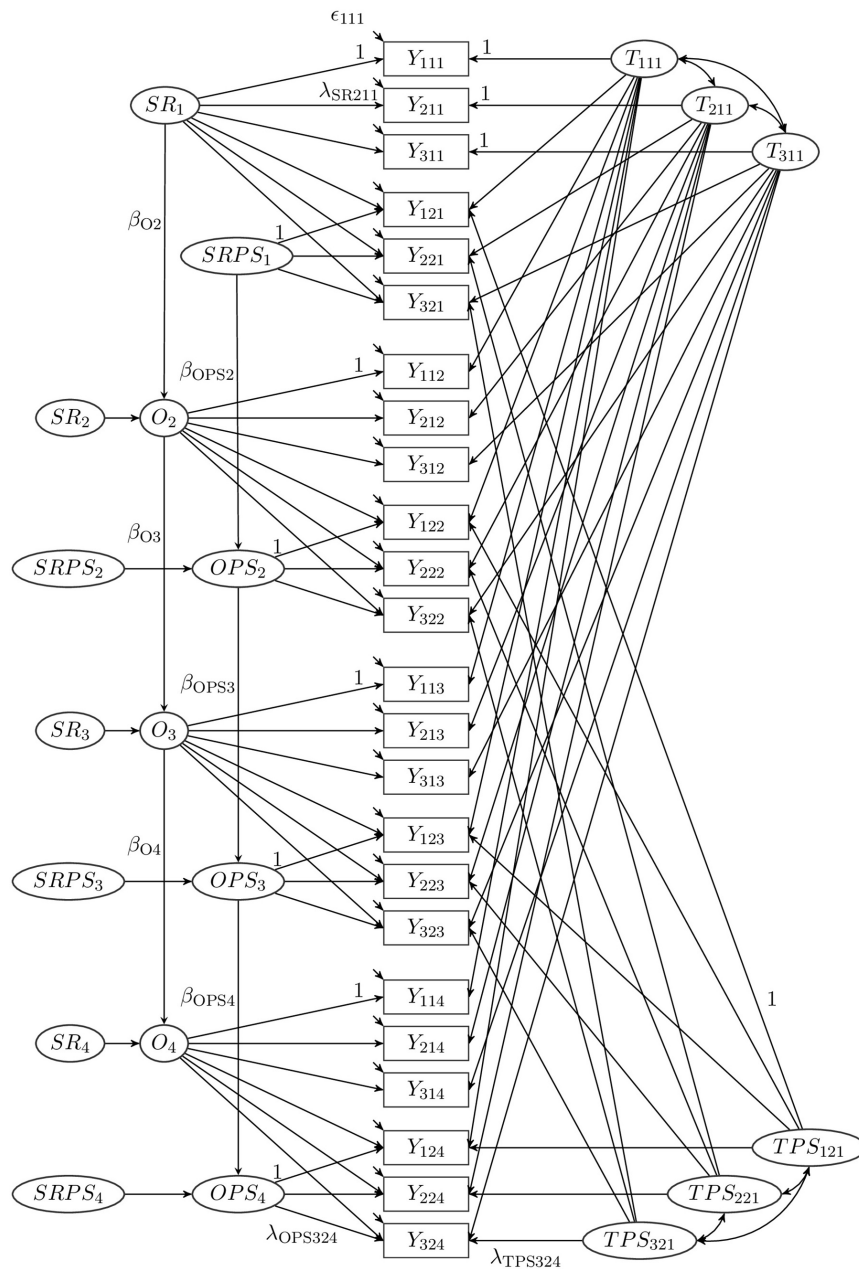 ϵ111
1 Y111 1 T111
SR1 λSR211 Y211 1 T211
Y311 1 T311
Y121
βO2 1
SRPS1 Y221
Y321
βOPS2 1 Y112
SR2 O2 Y212
Y312
Y122
βO3 1
SRPS2 OPS2 Y222
Y322
βOPS3 1 Y113
SR3 O3 Y213
Y313
Y123
βO4 1
SRPS3 OPS3 Y223
Y323
βOPS4 1 Y114 1
SR4 O4 Y214
Y314
Y124 TPS121
1
SRPS4 OPS4 Y224 TPS221
λOPS324 Y324 λTPS324 TPS321